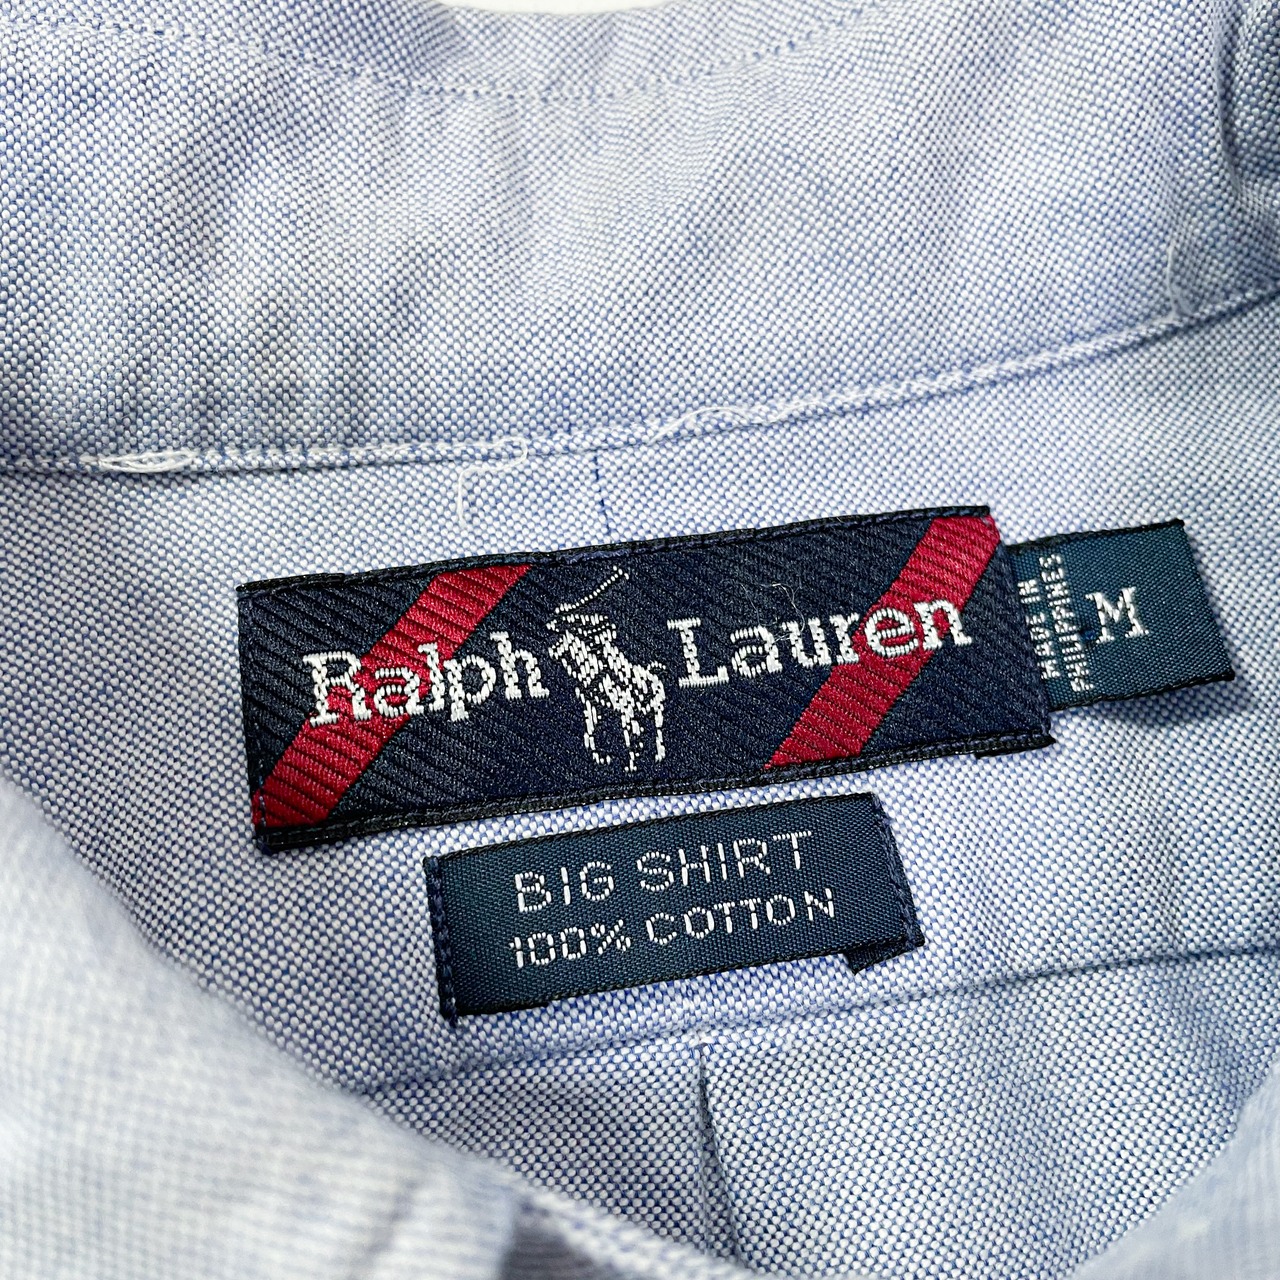 Ralph Lauren
MADE IN
PHILIPPINES
M
BIG SHIRT
100% COTTON